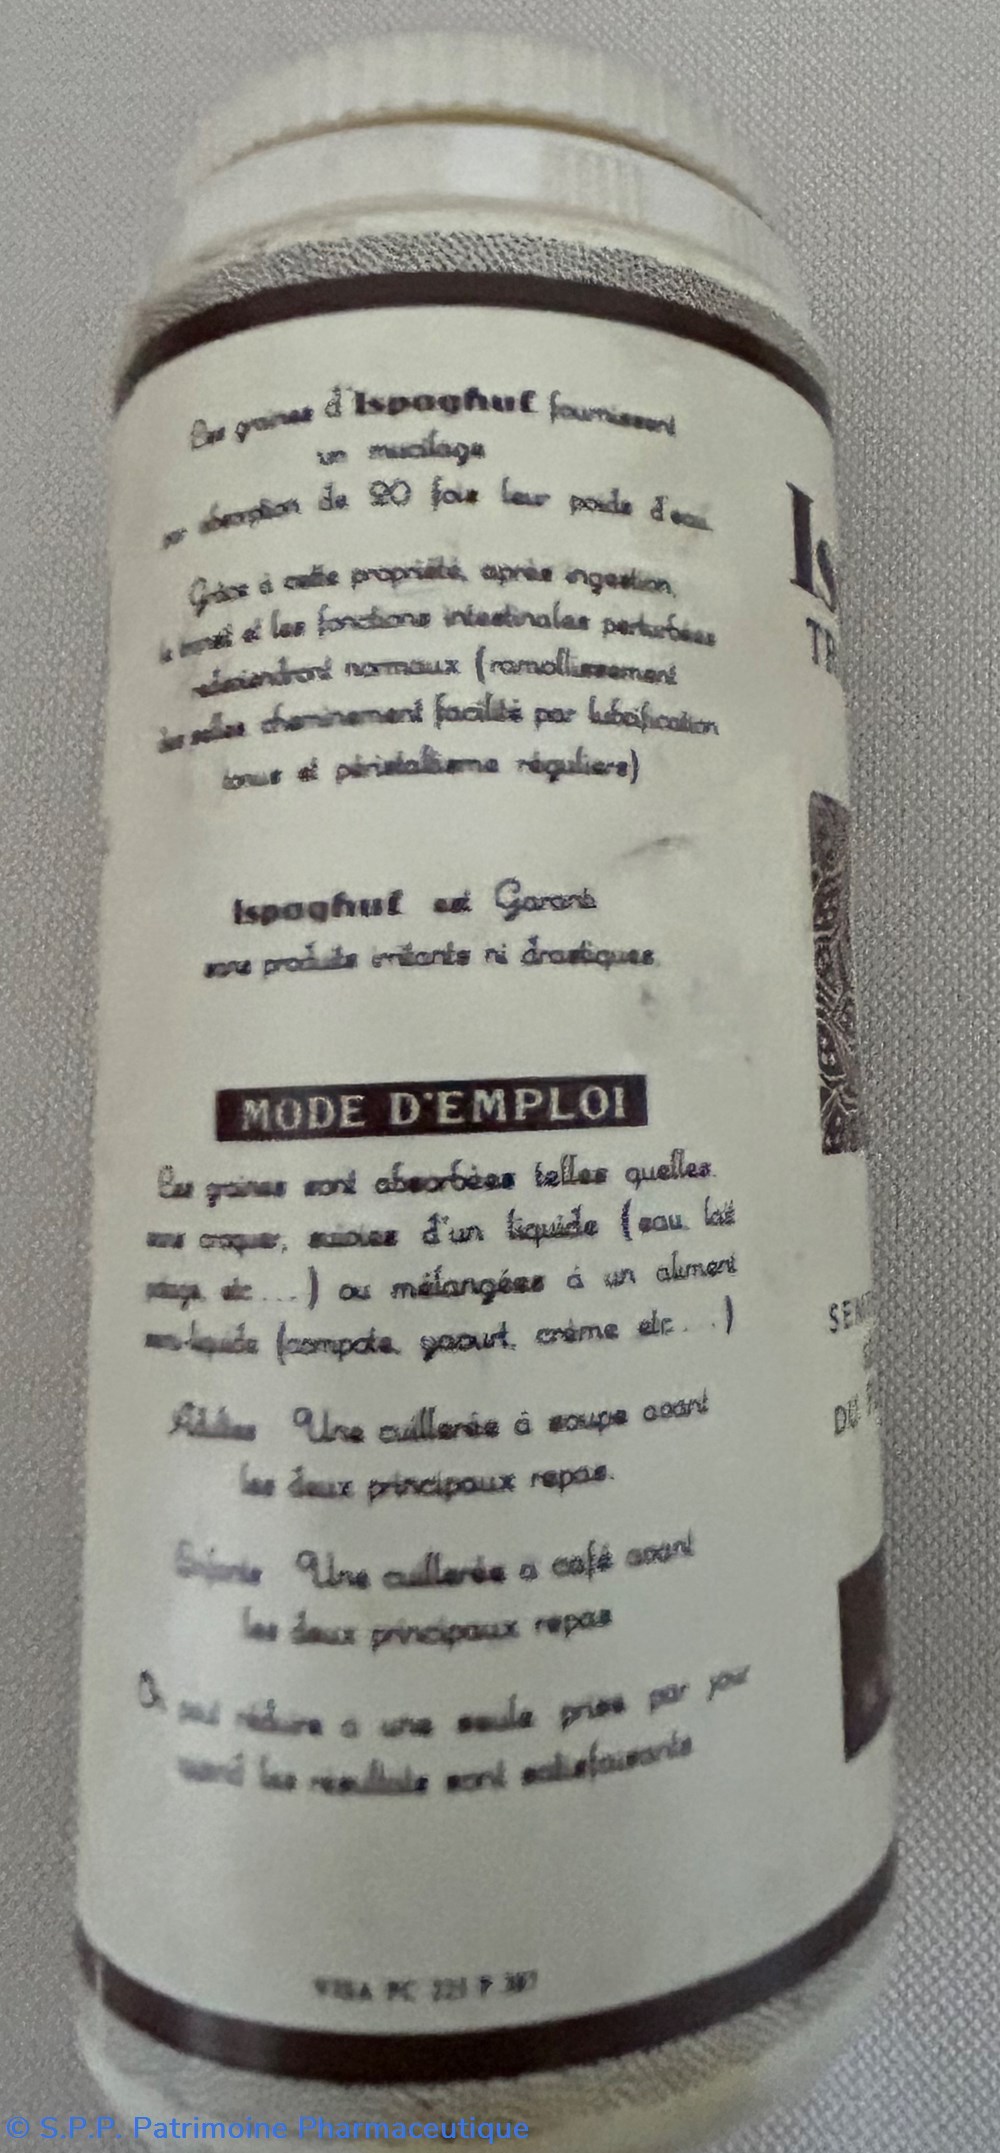 Les graines d'Ispaghul fournissent
un mucilage
par absorption de 20 fois leur poids d'eau.
Grâce à cette propriété, après ingestion,
le transit et les fonctions intestinales perturbées
redeviendront normaux (ramollissement
des selles, cheminement facilité par lubrification
tonus et péristaltisme réguliers)
Ispaghul est Garanti
sans produits irritants ni drastiques
MODE D'EMPLOI
Les graines sont absorbées telles quelles.
sans croquer, suivies d'un liquide (eau, lait
etc ...) ou mélangées à un aliment
semi-liquide (compote, yaourt, crème etc...)
Adultes Une cuillerée à soupe avant
les deux principaux repas.
Enfants Une cuillerée a café avant
les deux principaux repas
On peut réduire a une seule prise par jour
quand les résultats sont satisfaisants
VISA PC 225 P 387
Is
TR
SEM
DU
© S.P.P. Patrimoine Pharmaceutique